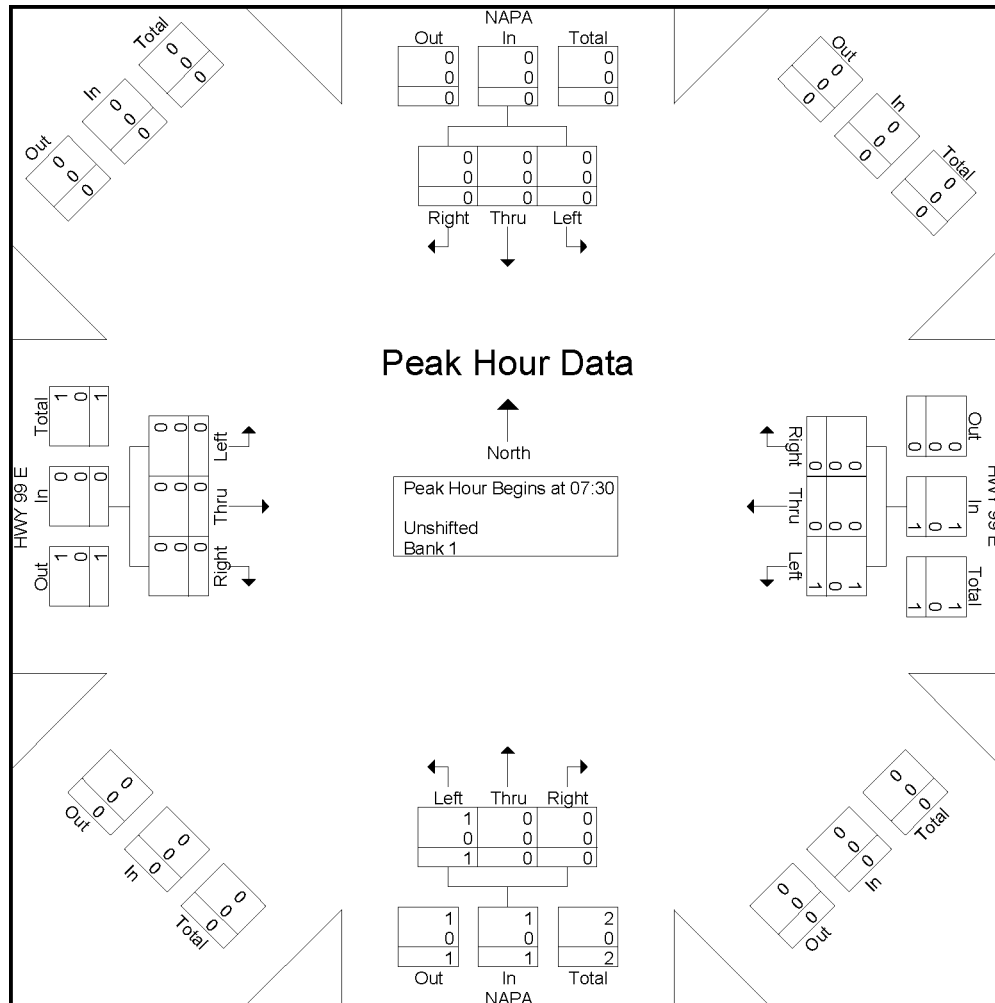 NAPA
Out In Total
0 0 0
0 0 0
0 0 0
0 0 0
0 0 0
0 0 0
Right Thru Left
Total
0
0
0
In
0
0
0
Out
0
0
0
Out
0
0
0
In
0
0
0
Total
0
0
0
Peak Hour Data
North
Peak Hour Begins at 07:30
Unshifted
Bank 1
HWY 99 E
Out In Total
1 0 1
0 0 0
1 0 1
Left Thru Right
0 0 0
0 0 0
0 0 0
HWY 99 E
Out In Total
0 1 1
0 0 0
0 1 1
Right Thru Left
0 0 1
0 0 0
0 0 1
Left Thru Right
1 0 0
0 0 0
1 0 0
1 1 2
0 0 0
1 1 2
Out In Total
NAPA
0
0
0
Out
0
0
0
In
0
0
0
Total
0
0
0
Total
0
0
0
In
0
0
0
Out